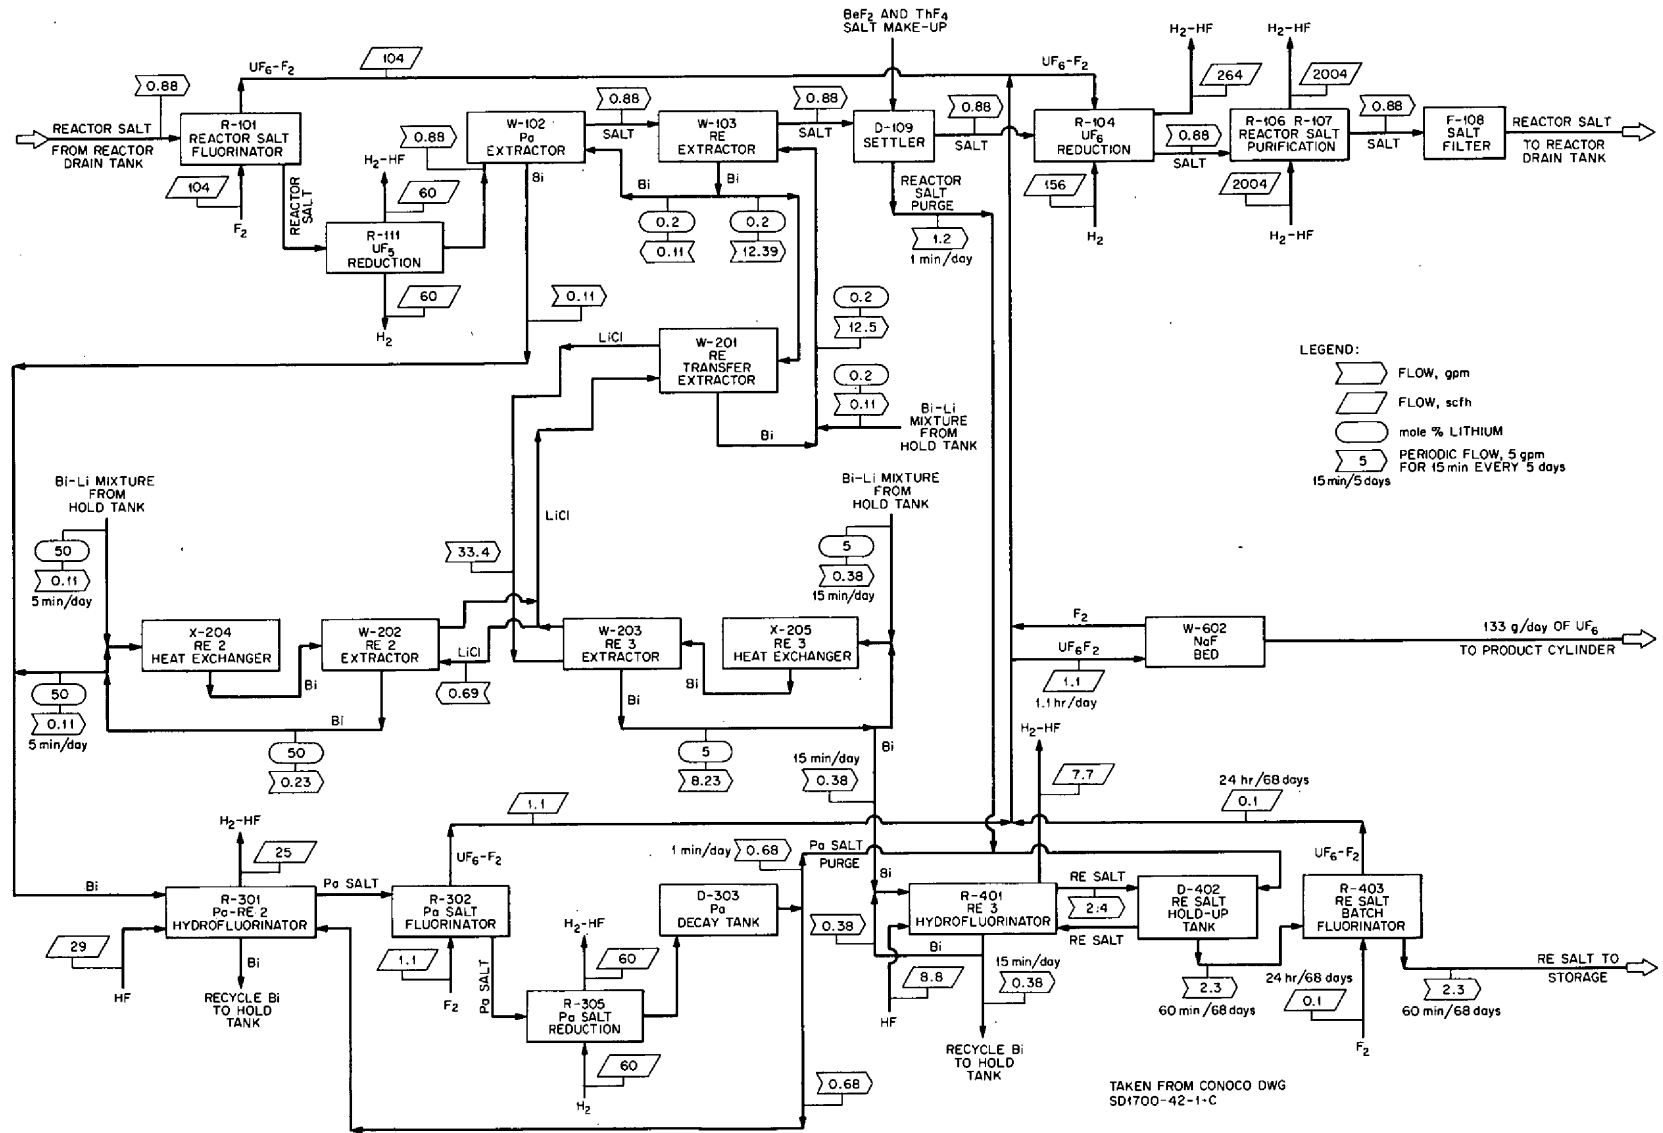 BeF2 AND ThF4
SALT MAKE-UP
H2-HF
H2-HF
UF6-F2
104
UF6-F2
264
2004
0.88
REACTOR SALT
FROM REACTOR
DRAIN TANK
R-101
REACTOR SALT
FLUORINATOR
104
F2
REACTOR
SALT
0.88
H2-HF
60
R-111
UF5
REDUCTION
60
H2
W-102
Pa
EXTRACTOR
0.88
SALT
W-103
RE
EXTRACTOR
0.88
SALT
D-109
SETTLER
0.88
SALT
R-104
UF6
REDUCTION
0.88
SALT
R-106 R-107
REACTOR SALT
PURIFICATION
0.88
SALT
F-108
SALT
FILTER
REACTOR SALT
TO REACTOR
DRAIN TANK
Bi
Bi
Bi
0.2
0.11
0.2
12.39
REACTOR
SALT
PURGE
1.2
1 min/day
156
H2
2004
H2-HF
0.11
LiCl
W-201
RE
TRANSFER
EXTRACTOR
Bi
0.2
12.5
0.2
0.11
Bi-Li
MIXTURE
FROM
HOLD TANK
LEGEND:
FLOW, gpm
FLOW, scfh
mole % LITHIUM
5
15 min/5 days
PERIODIC FLOW, 5 gpm
FOR 15 min EVERY 5 days
Bi-Li MIXTURE
FROM
HOLD TANK
50
0.11
5 min/day
LiCl
33.4
Bi-Li MIXTURE
FROM
HOLD TANK
5
0.38
15 min/day
X-204
RE 2
HEAT EXCHANGER
Bi
W-202
RE 2
EXTRACTOR
LiCl
0.69
W-203
RE 3
EXTRACTOR
Bi
X-205
RE 3
HEAT EXCHANGER
Bi
50
0.11
5 min/day
Bi
50
0.23
5
8.23
F2
UF6F2
1.1
1.1 hr/day
W-602
NaF
BED
133 g/day OF UF6
TO PRODUCT CYLINDER
Bi
15 min/day
0.38
H2-HF
7.7
24 hr/68 days
0.1
H2-HF
25
1.1
UF6-F2
1 min/day
0.68
Pa SALT
PURGE
Bi
UF6-F2
Bi
R-301
Pa-RE 2
HYDROFLUORINATOR
Pa SALT
R-302
Pa SALT
FLUORINATOR
29
HF
Bi
RECYCLE Bi
TO HOLD
TANK
1.1
F2
Pa SALT
H2-HF
60
R-305
Pa SALT
REDUCTION
60
H2
D-303
Pa
DECAY TANK
0.68
0.38
R-401
RE 3
HYDROFLUORINATOR
Bi
8.8
HF
15 min/day
0.38
RECYCLE Bi
TO HOLD
TANK
RE SALT
2.4
RE SALT
D-402
RE SALT
HOLD-UP
TANK
2.3
60 min/68 days
R-403
RE SALT
BATCH
FLUORINATOR
24 hr/68 days
0.1
F2
RE SALT TO
STORAGE
2.3
60 min/68 days
TAKEN FROM CONOCO DWG
SD1700-42-1-C